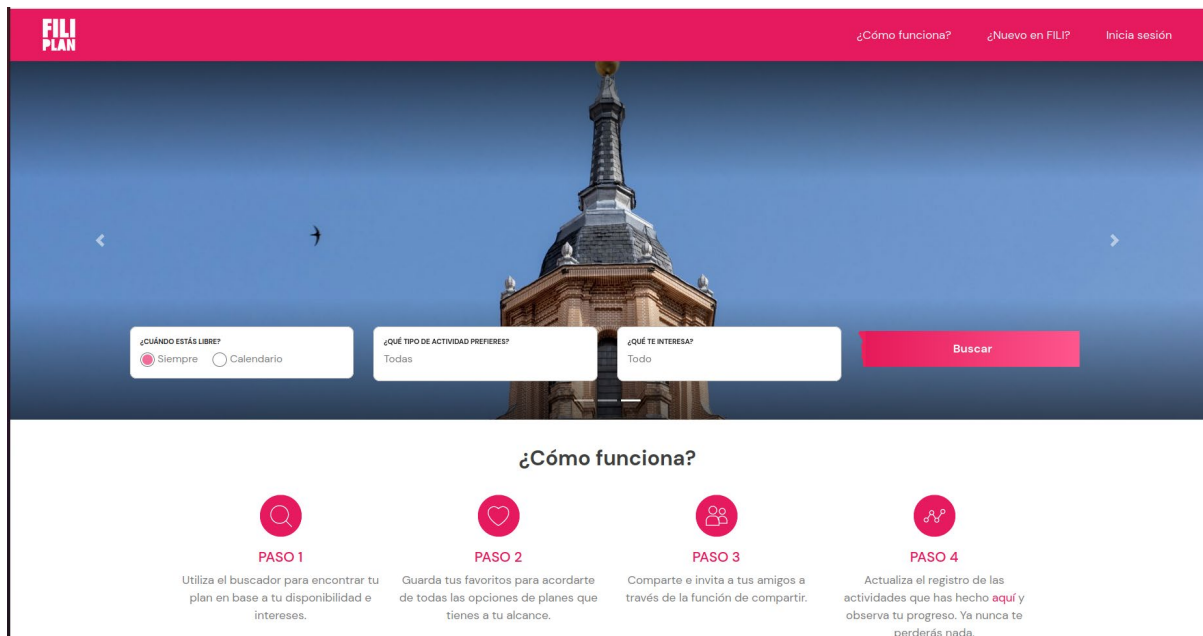 FILI
PLAN
¿Cómo funciona?
¿Nuevo en FILI?
Inicia sesión
¿CUÁNDO ESTÁS LIBRE?
Siempre
Calendario
¿QUÉ TIPO DE ACTIVIDAD PREFIERES?
Todas
¿QUÉ TE INTERESA?
Todo
Buscar
¿Cómo funciona?
PASO 1
Utiliza el buscador para encontrar tu
plan en base a tu disponibilidad e
intereses.
PASO 2
Guarda tus favoritos para acordarte
de todas las opciones de planes que
tienes a tu alcance.
PASO 3
Comparte e invita a tus amigos a
través de la función de compartir.
PASO 4
Actualiza el registro de las
actividades que has hecho aquí y
observa tu progreso. Ya nunca te
perderás nada.